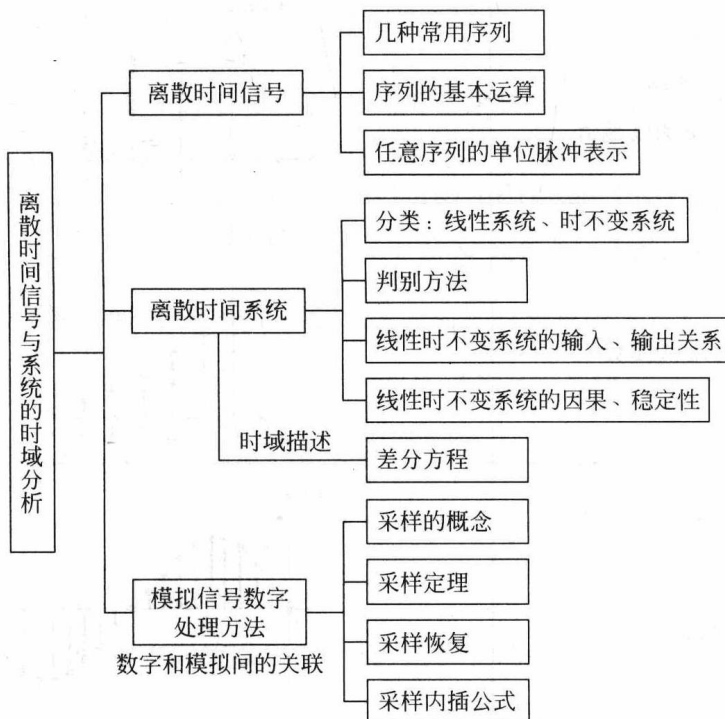 离散时间信号与系统的时域分析
离散时间信号
几种常用序列
序列的基本运算
任意序列的单位脉冲表示
离散时间系统
分类：线性系统、时不变系统
判别方法
线性时不变系统的输入、输出关系
线性时不变系统的因果、稳定性
时域描述
差分方程
模拟信号数字
处理方法
数字和模拟间的关联
采样的概念
采样定理
采样恢复
采样内插公式